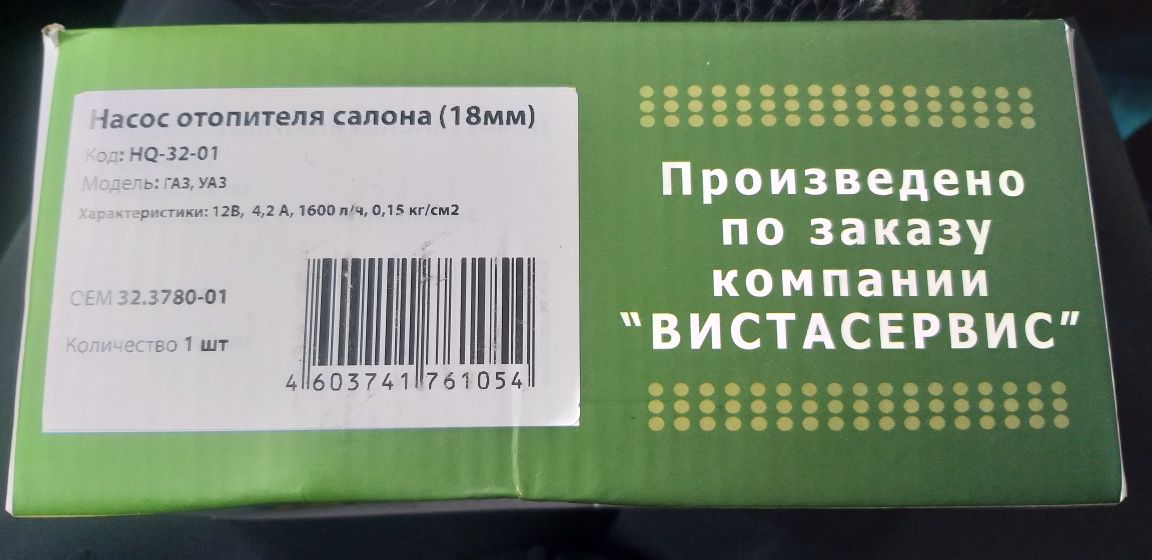 Насос отопителя салона (18мм)
Код: HQ-32-01
Модель: ГАЗ, УАЗ
Характеристики: 12В, 4,2 А, 1600 л/ч, 0,15 кг/см2
OEM 32.3780-01
Количество 1 шт
4 603741 761054
Произведено
по заказу
компании
"ВИСТАСЕРВИС"